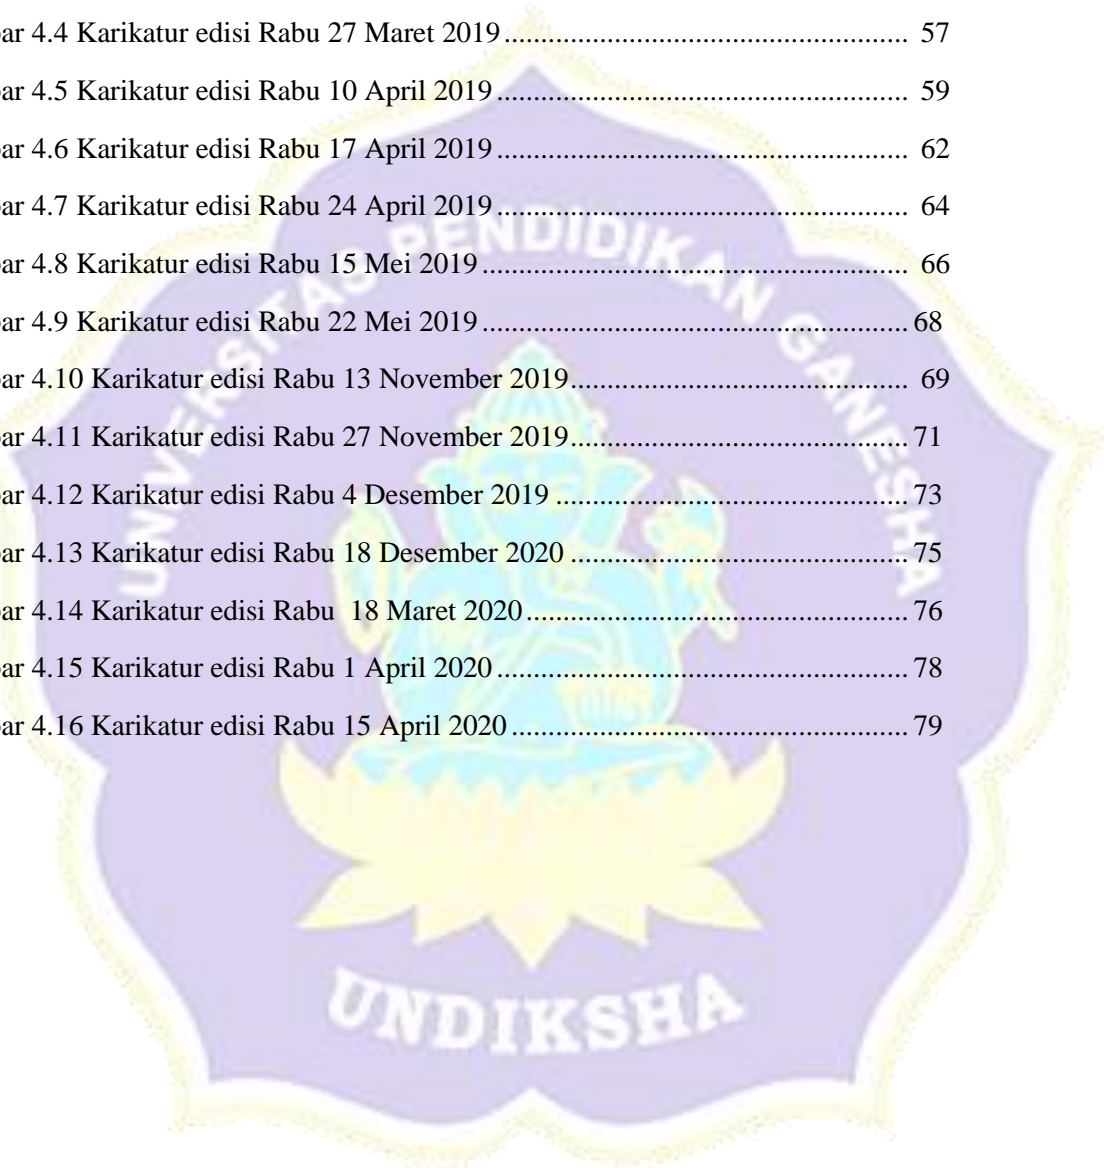 ar 4.4 Karikatur edisi Rabu 27 Maret 2019 ........................................................ 57
ar 4.5 Karikatur edisi Rabu 10 April 2019 ......................................................... 59
ar 4.6 Karikatur edisi Rabu 17 April 2019 ......................................................... 62
ar 4.7 Karikatur edisi Rabu 24 April 2019 ......................................................... 64
ar 4.8 Karikatur edisi Rabu 15 Mei 2019 ........................................................... 66
ar 4.9 Karikatur edisi Rabu 22 Mei 2019 ........................................................... 68
ar 4.10 Karikatur edisi Rabu 13 November 2019 ............................................... 69
ar 4.11 Karikatur edisi Rabu 27 November 2019 ............................................... 71
ar 4.12 Karikatur edisi Rabu 4 Desember 2019 ................................................. 73
ar 4.13 Karikatur edisi Rabu 18 Desember 2020 ............................................... 75
ar 4.14 Karikatur edisi Rabu 18 Maret 2020 ..................................................... 76
ar 4.15 Karikatur edisi Rabu 1 April 2020 ......................................................... 78
ar 4.16 Karikatur edisi Rabu 15 April 2020 ....................................................... 79
UNIVERSITAS PENDIDIKAN GANESHA
UNDIKSHA